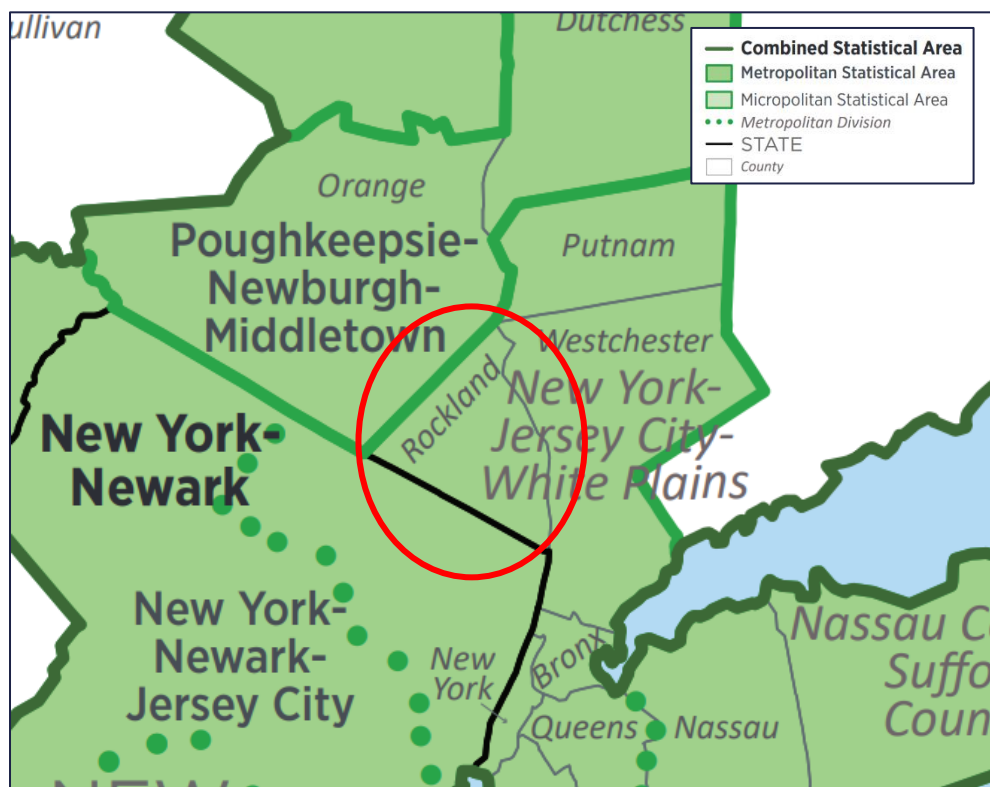 ullivan
Dutchess
Combined Statistical Area
Metropolitan Statistical Area
Micropolitan Statistical Area
Metropolitan Division
STATE
County
Orange
Poughkeepsie-
Newburgh-
Middletown
Putnam
Westchester
Rockland
New York-
Jersey City-
White Plains
New York-
Newark
New York-
Newark-
Jersey City
New
York
Bronx
Queens
Nassau
Nassau C
Suffo
Coun
NEW